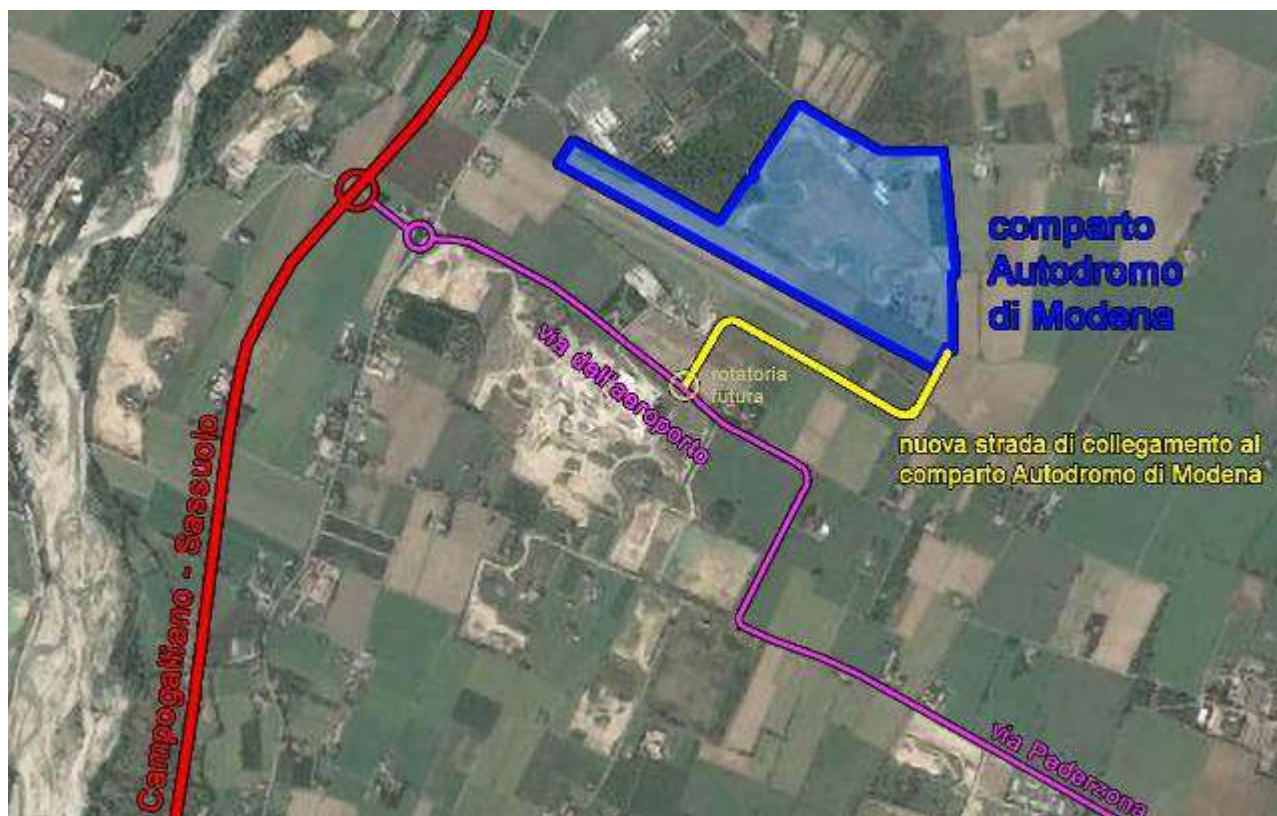 comparto
Autodromo
di Modena
via dell'aeroporto
rotatoria
futura
nuova strada di collegamento al
comparto Autodromo di Modena
Campogalliano - Sassuolo
via Pederzona